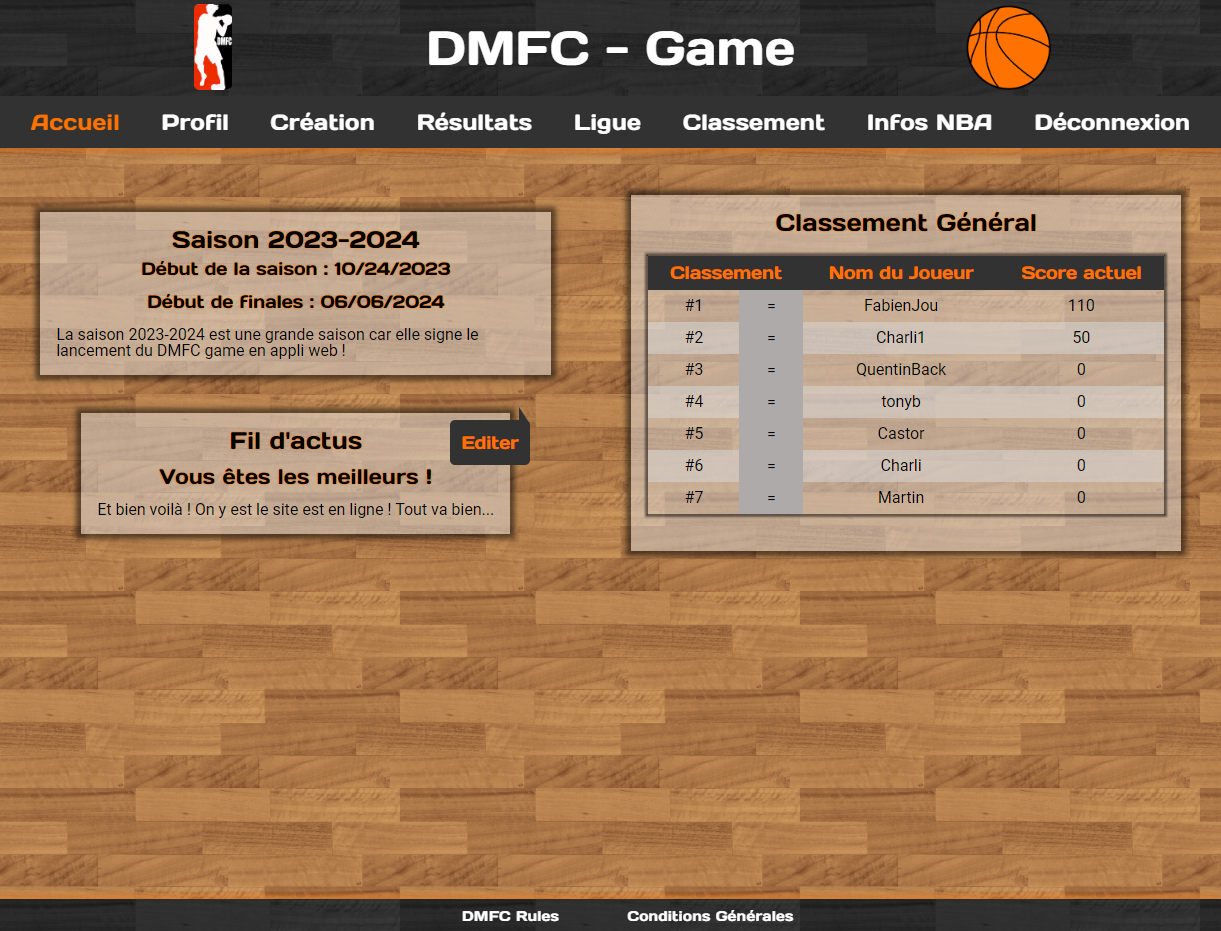 DMFC
DMFC - Game
Accueil Profil Création Résultats Ligue Classement Infos NBA Déconnexion
Saison 2023-2024
Début de la saison : 10/24/2023
Début de finales : 06/06/2024
La saison 2023-2024 est une grande saison car elle signe le
lancement du DMFC game en appli web !
Fil d'actus
Editer
Vous êtes les meilleurs !
Et bien voilà ! On y est le site est en ligne ! Tout va bien...
Classement Général
Classement Nom du Joueur Score actuel
#1 = FabienJou 110
#2 = Charli1 50
#3 = QuentinBack 0
#4 = tonyb 0
#5 = Castor 0
#6 = Charli 0
#7 = Martin 0
DMFC Rules Conditions Générales